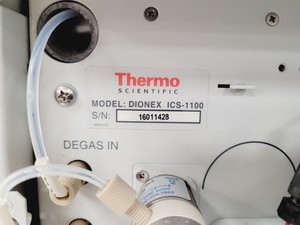 Thermo
SCIENTIFIC
MODEL: DIONEX ICS-1100
S/N: 16011428
DEGAS IN